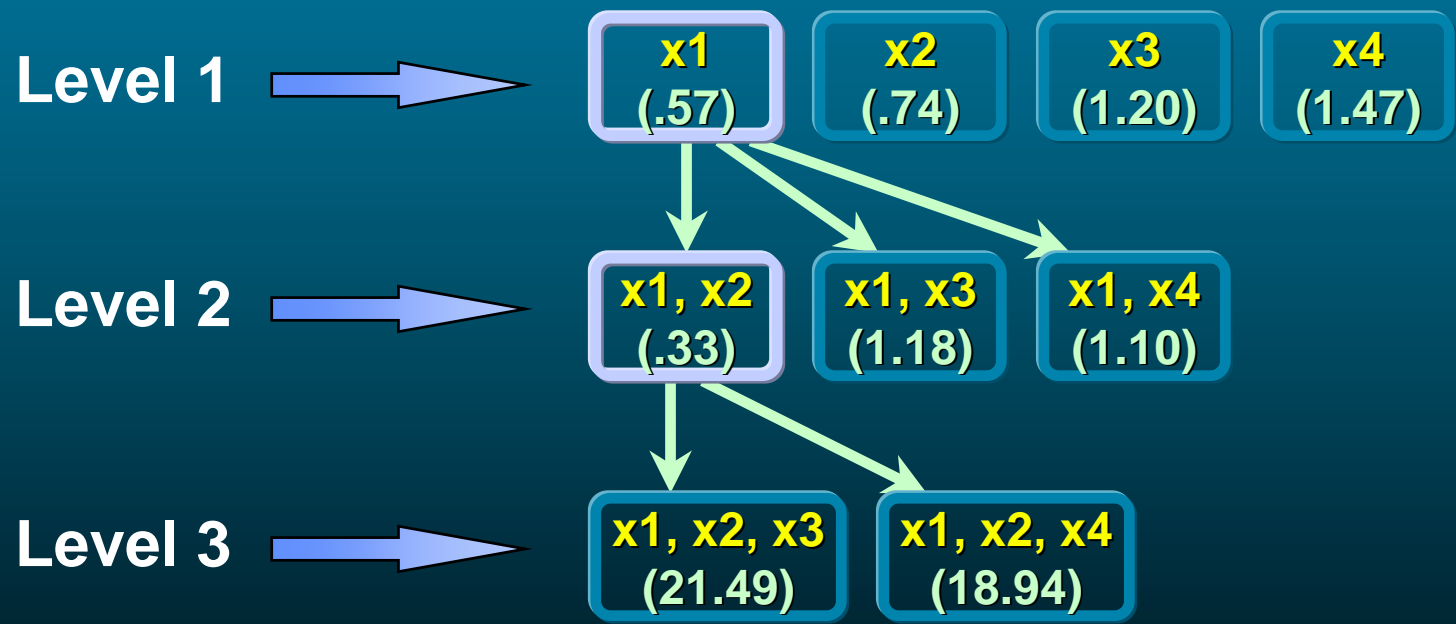 Level 1
x1
(.57)
x2
(.74)
x3
(1.20)
x4
(1.47)
Level 2
x1, x2
(.33)
x1, x3
(1.18)
x1, x4
(1.10)
Level 3
x1, x2, x3
(21.49)
x1, x2, x4
(18.94)